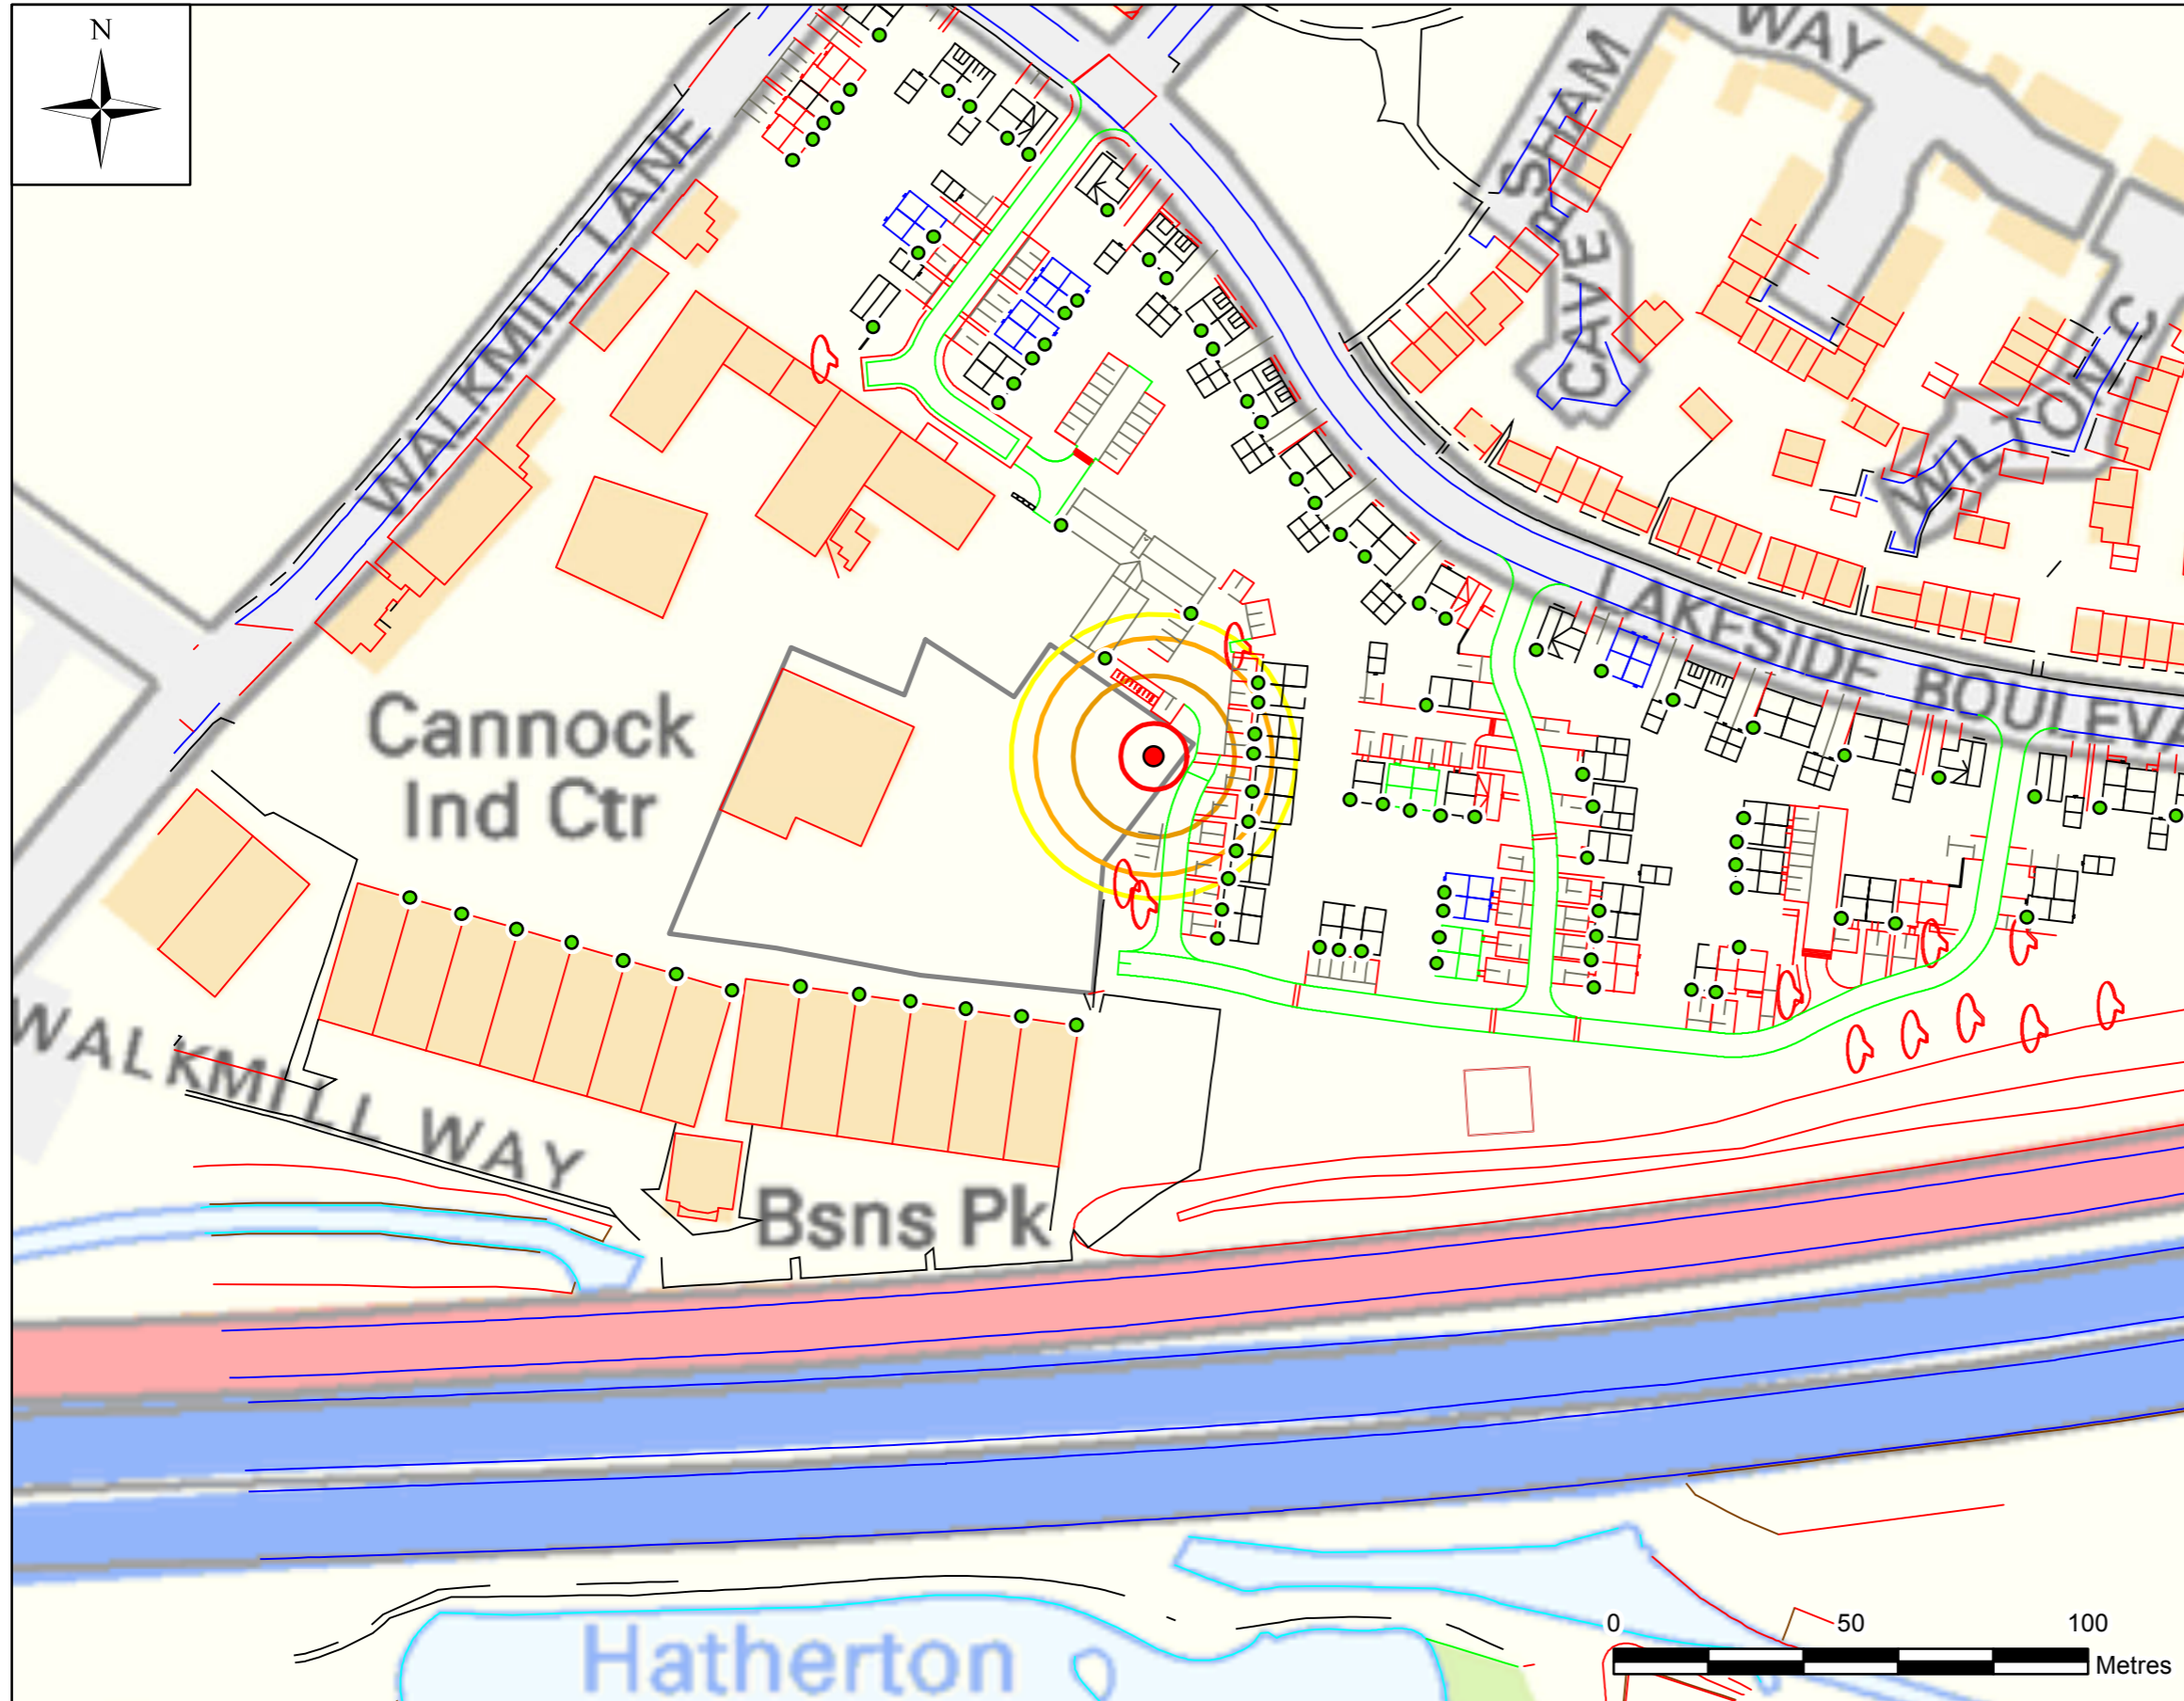 N
WAY
SHAM
CAVE
WALKMILL LANE
WILTON C
LAKESIDE BOULEVA
Cannock
Ind Ctr
WALKMILL WAY
Bsns Pk
Hatherton
0 50 100
Metres